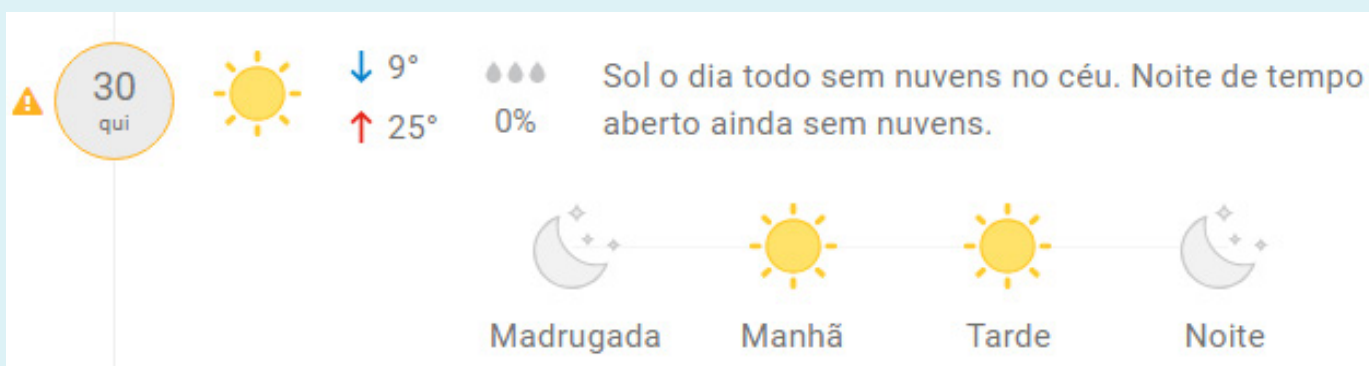 30
qui
9°
25°
0%
Sol o dia todo sem nuvens no céu. Noite de tempo
aberto ainda sem nuvens.
Madrugada Manhã Tarde Noite